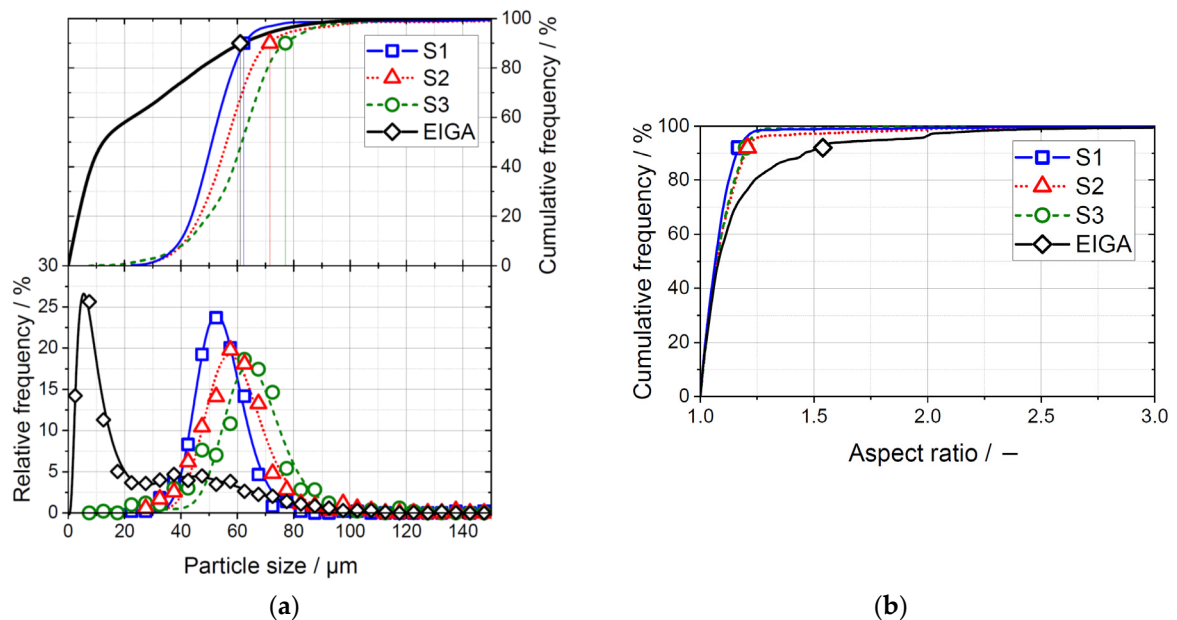 100
80
60
40
20
0
Cumulative frequency / %
S1
S2
S3
EIGA
30
25
20
15
10
5
0
Relative frequency / %
0 20 40 60 80 100 120 140
Particle size / µm
(a)
100
80
60
40
20
0
Cumulative frequency / %
S1
S2
S3
EIGA
1.0 1.5 2.0 2.5 3.0
Aspect ratio / −
(b)